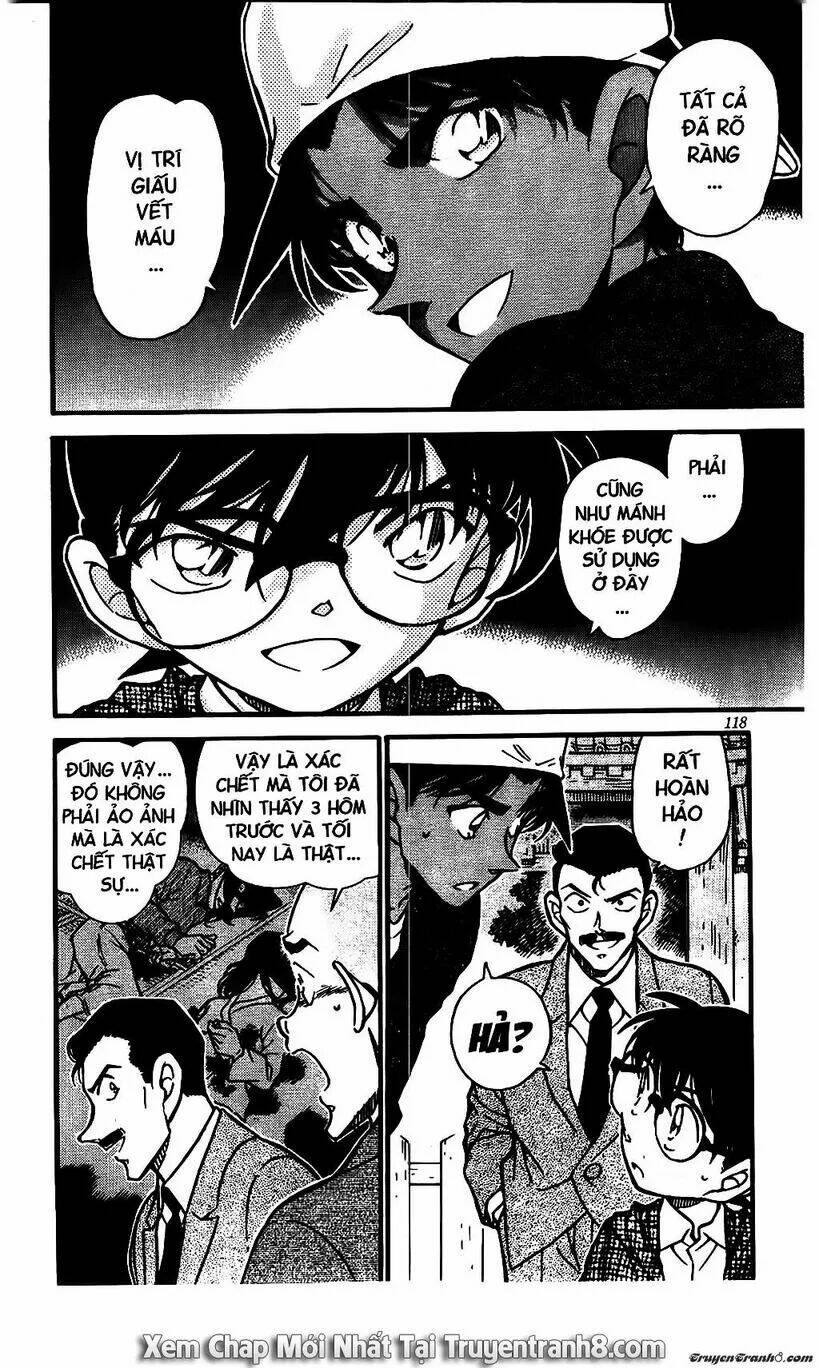 TẤT CẢ
ĐÃ RÕ
RÀNG
...
VỊ TRÍ
GIẤU
VẾT
MÁU
...
PHẢI
...
CŨNG
NHƯ MÁNH
KHÓE ĐƯỢC
SỬ DỤNG
Ở ĐÂY
...
118
RẤT
HOÀN
HẢO
!
HẢ?
VẬY LÀ XÁC
CHẾT MÀ TÔI ĐÃ
NHÌN THẤY 3 HÔM
TRƯỚC VÀ TỐI
NAY LÀ THẬT...
ĐÚNG VẬY...
ĐÓ KHÔNG
PHẢI ẢO ẢNH
MÀ LÀ XÁC
CHẾT THẬT
SỰ...
Xem Chap Mới Nhất Tại Truyentranh8.com
TruyenTranh8.com